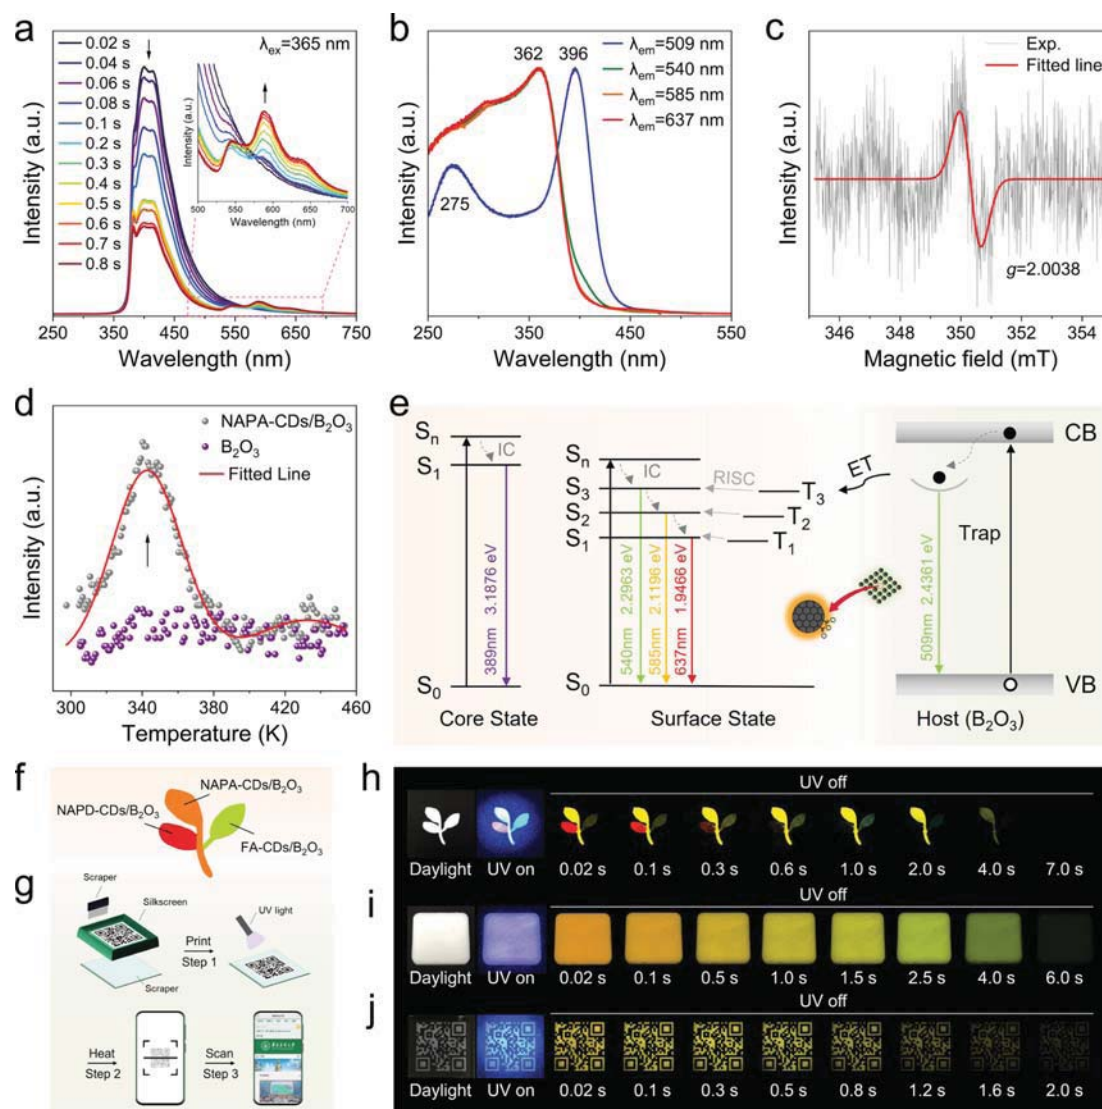 a
λex=365 nm
0.02 s
0.04 s
0.06 s
0.08 s
0.1 s
0.2 s
0.3 s
0.4 s
0.5 s
0.6 s
0.7 s
0.8 s
Intensity (a.u.)
500 550 600 650 700
Wavelength (nm)
Intensity (a.u.)
250 350 450 550 650 750
Wavelength (nm)
b
362 396
λem=509 nm
λem=540 nm
λem=585 nm
λem=637 nm
275
Intensity (a.u.)
250 300 350 400 450 500 550
Wavelength (nm)
c
Exp.
Fitted line
g=2.0038
Intensity (a.u.)
346 348 350 352 354
Magnetic field (mT)
d
NAPA-CDs/B2O3
B2O3
Fitted Line
Intensity (a.u.)
300 340 380 420 460
Temperature (K)
e
Sn
IC
S1
389nm 3.1876 eV
S0
Core State
Sn
IC
S3
S2
S1
RISC
T3
T2
T1
540nm 2.2963 eV
585nm 2.1196 eV
637nm 1.9466 eV
S0
Surface State
ET
CB
Trap
509nm 2.4361 eV
VB
Host (B2O3)
f
NAPA-CDs/B2O3
NAPD-CDs/B2O3
FA-CDs/B2O3
g
Scraper
Silkscreen
UV light
Print
Step 1
Scraper
Heat
Step 2
Scan
Step 3
h
UV off
Daylight UV on 0.02 s 0.1 s 0.3 s 0.6 s 1.0 s 2.0 s 4.0 s 7.0 s
i
UV off
Daylight UV on 0.02 s 0.1 s 0.5 s 1.0 s 1.5 s 2.5 s 4.0 s 6.0 s
j
UV off
Daylight UV on 0.02 s 0.1 s 0.3 s 0.5 s 0.8 s 1.2 s 1.6 s 2.0 s